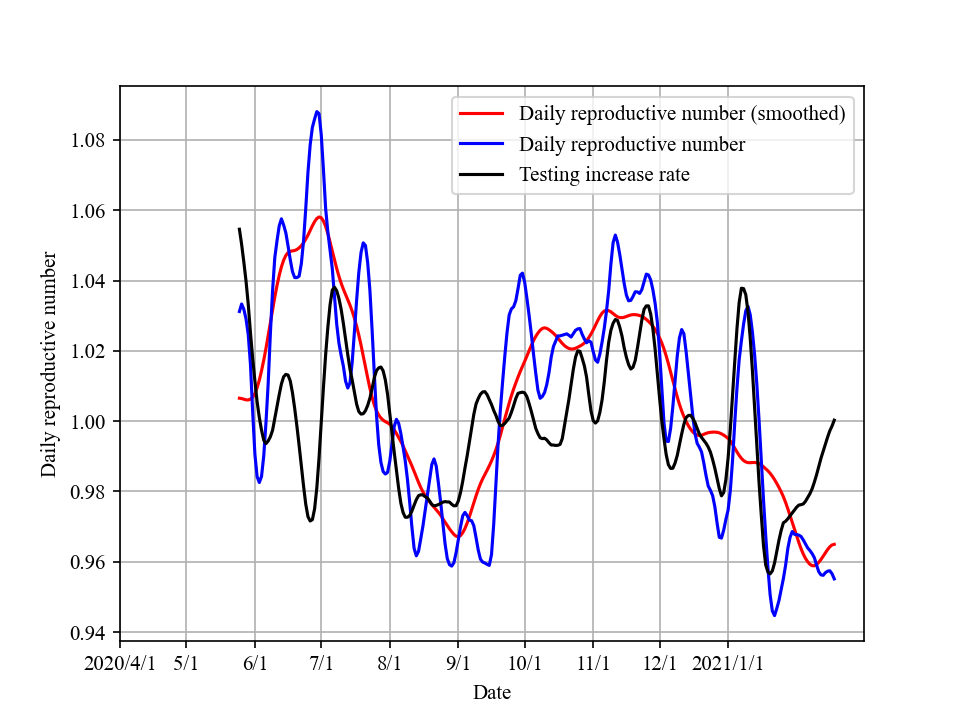 Daily reproductive number (smoothed)
Daily reproductive number
Testing increase rate
Daily reproductive number
1.08
1.06
1.04
1.02
1.00
0.98
0.96
0.94
2020/4/1 5/1 6/1 7/1 8/1 9/1 10/1 11/1 12/1 2021/1/1
Date